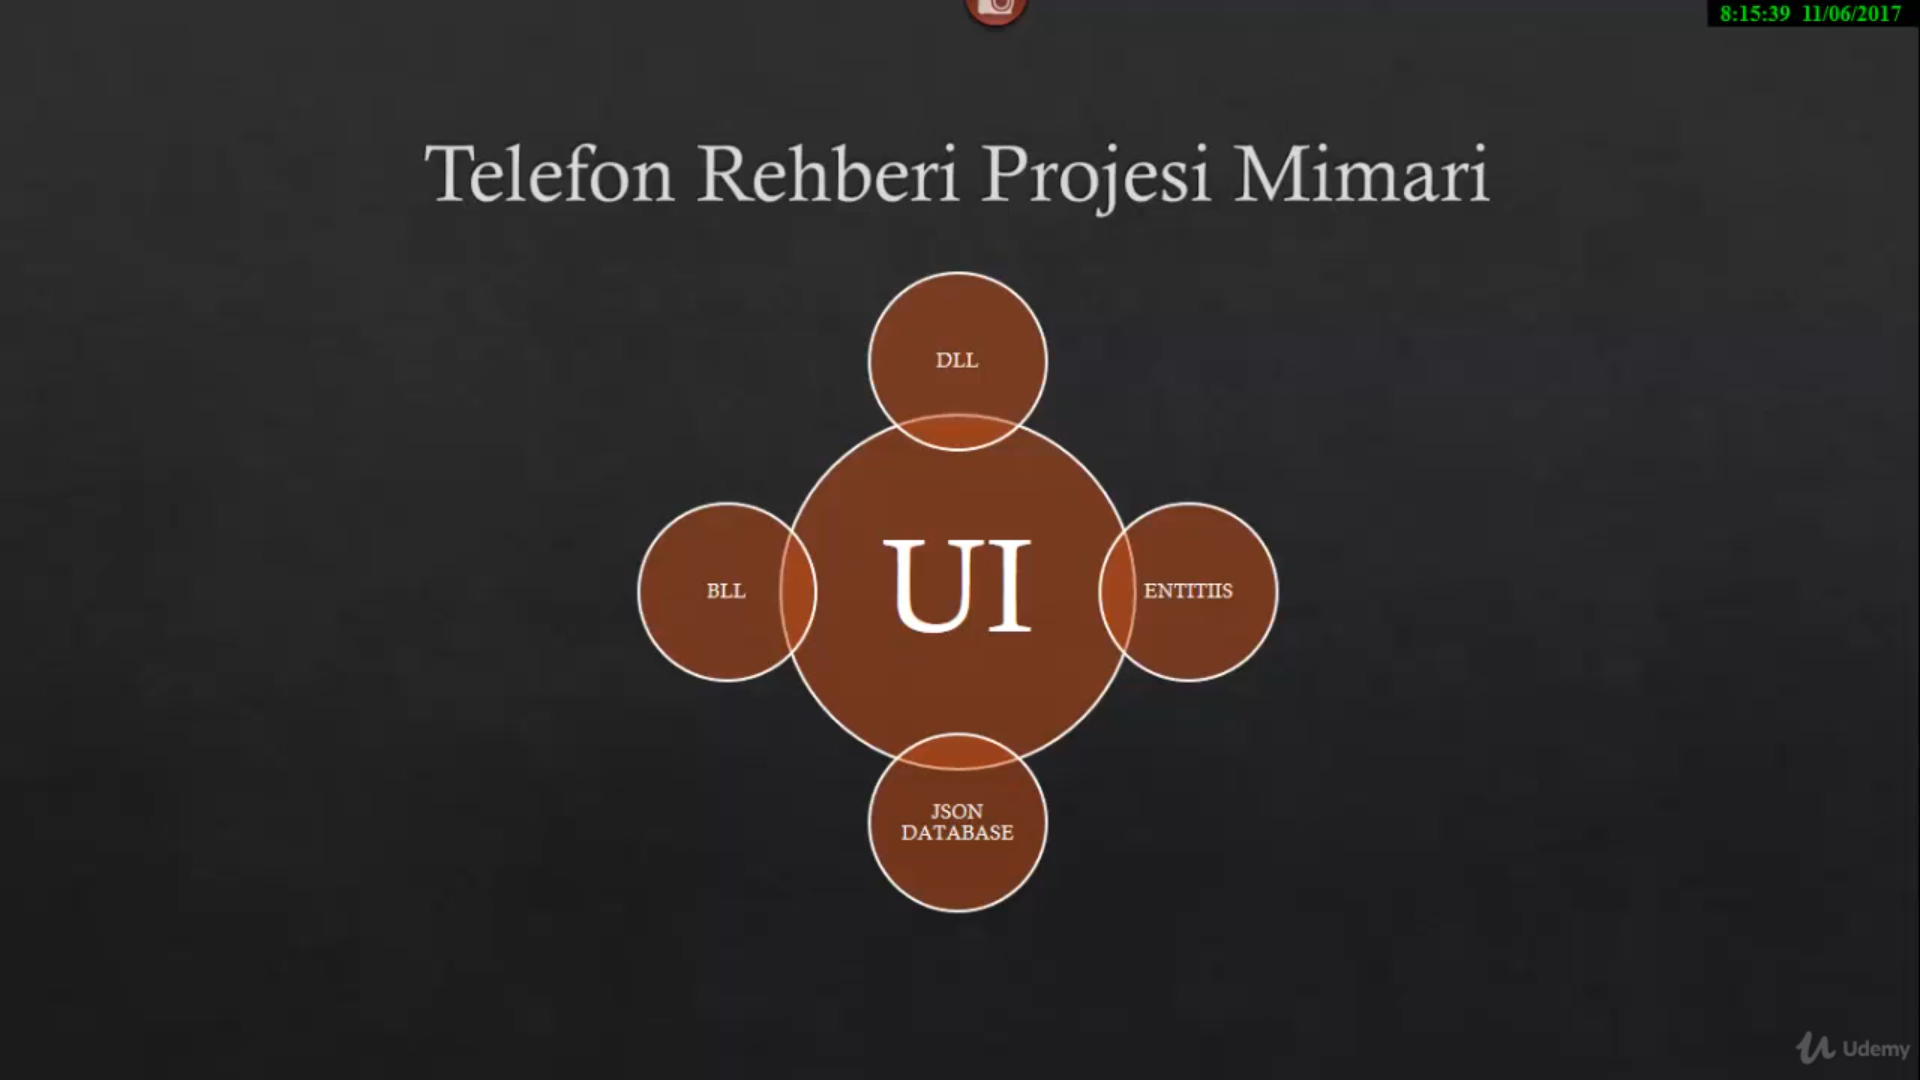 8:15:39 11/06/2017
Telefon Rehberi Projesi Mimari
DLL
BLL
UI
ENTITIIS
JSON
DATABASE
Udemy